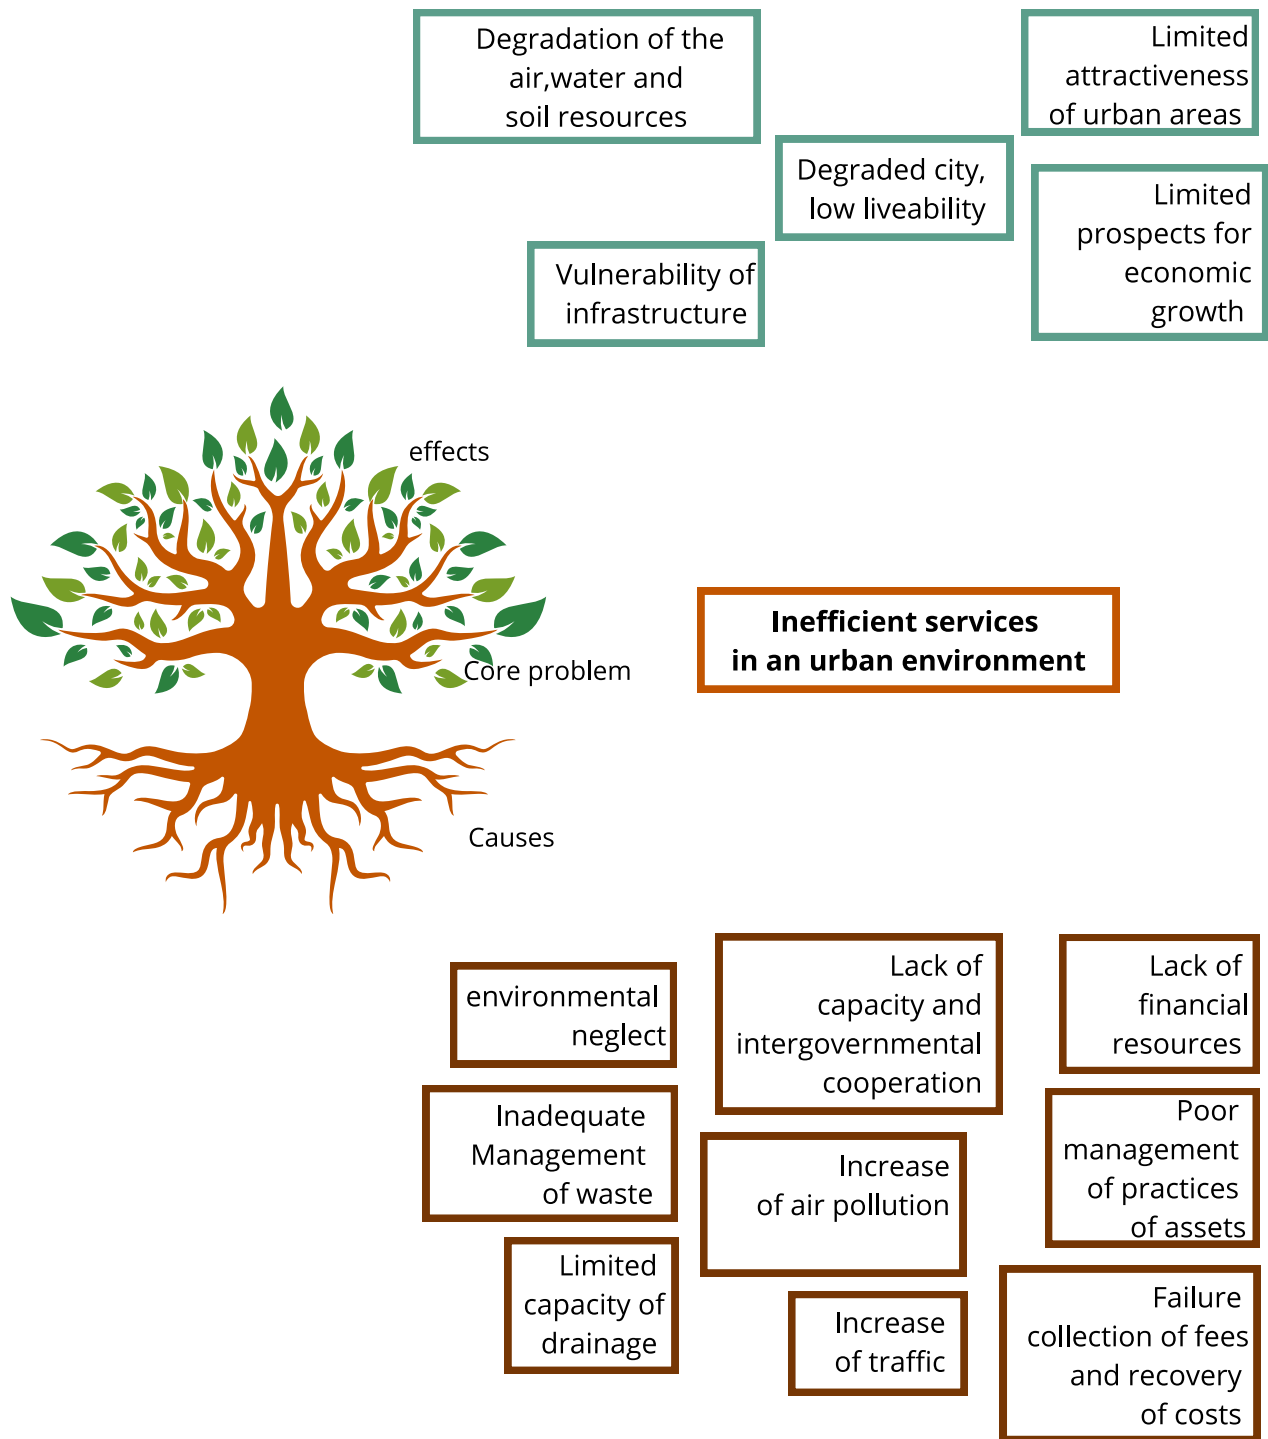 Degradation of the
air,water and
soil resources
Limited
attractiveness
of urban areas
Degraded city,
low liveability
Limited
prospects for
economic
growth
Vulnerability of
infrastructure
effects
Inefficient services
in an urban environment
Core problem
Causes
environmental
neglect
Lack of
capacity and
intergovernmental
cooperation
Lack of
financial
resources
Inadequate
Management
of waste
Increase
of air pollution
Poor
management
of practices
of assets
Limited
capacity of
drainage
Increase
of traffic
Failure
collection of fees
and recovery
of costs